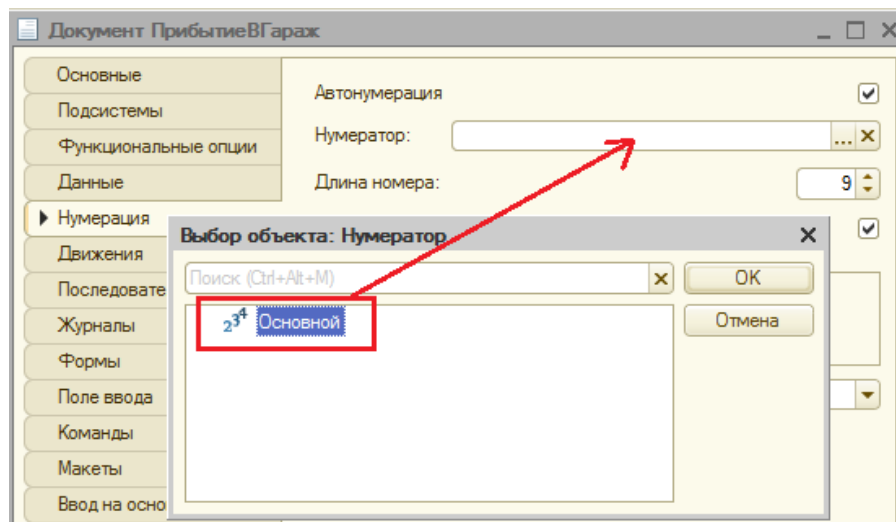 Документ ПрибытиеВГараж
Основные
Подсистемы
Функциональные опции
Данные
Нумерация
Движения
Последовате
Журналы
Формы
Поле ввода
Команды
Макеты
Ввод на осно
Автонумерация
Нумератор:
...
Длина номера:
9
Выбор объекта: Нумератор
Поиск (Ctrl+Alt+M)
OK
Основной
Отмена